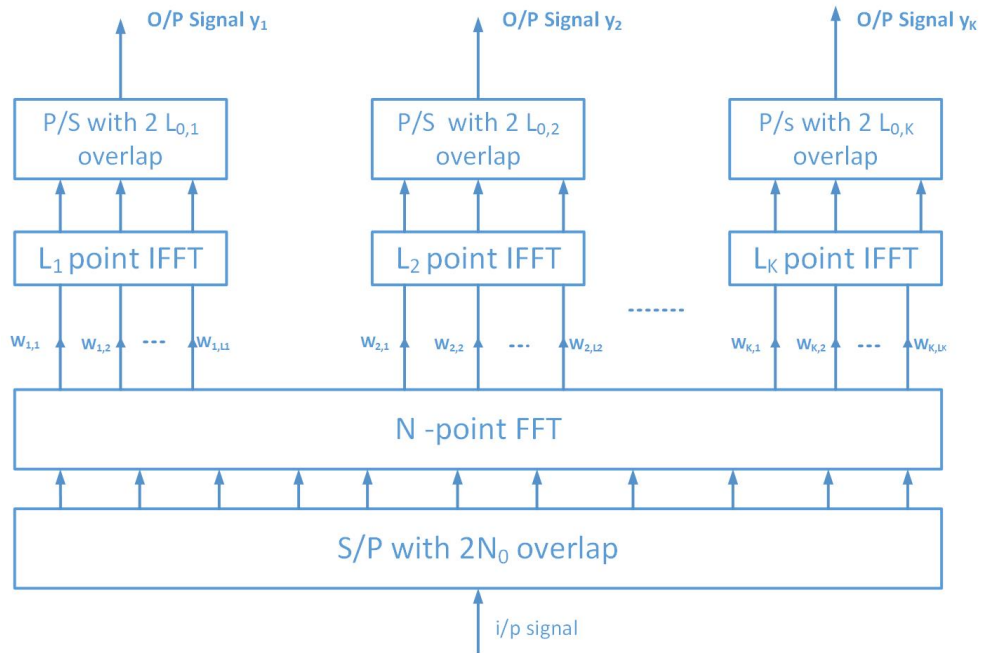 O/P Signal y₁
O/P Signal y₂
O/P Signal yₖ
P/S with 2 L₀,₁
overlap
P/S with 2 L₀,₂
overlap
P/s with 2 L₀,K
overlap
L₁ point IFFT
L₂ point IFFT
Lₖ point IFFT
W₁,₁ W₁,₂ ---- W₁,L1
W₂,₁ W₂,₂ ---- W₂,L2
-------
Wₖ,₁ Wₖ,₂ ---- Wₖ,Lₖ
N -point FFT
S/P with 2N₀ overlap
i/p signal